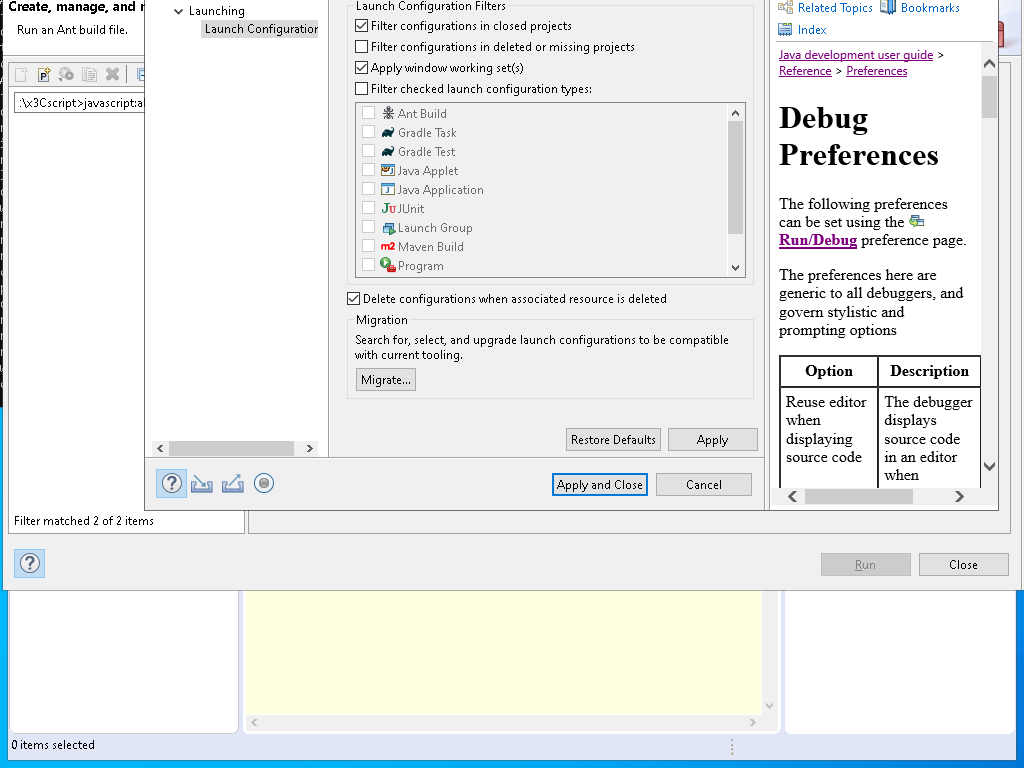 Create, manage, and r
Run an Ant build file.
:\x3Cscript>javascript:al
Filter matched 2 of 2 items
Launching
Launch Configuration
Launch Configuration Filters
Filter configurations in closed projects
Filter configurations in deleted or missing projects
Apply window working set(s)
Filter checked launch configuration types:
Ant Build
Gradle Task
Gradle Test
Java Applet
Java Application
JUnit
Launch Group
Maven Build
Program
Delete configurations when associated resource is deleted
Migration
Search for, select, and upgrade launch configurations to be compatible
with current tooling.
Migrate...
Restore Defaults
Apply
Apply and Close
Cancel
Related Topics
Bookmarks
Index
Java development user guide >
Reference > Preferences
Debug
Preferences
The following preferences
can be set using the
Run/Debug preference page.
The preferences here are
generic to all debuggers, and
govern stylistic and
prompting options
Option Description
Reuse editor
when
displaying
source code
The debugger
displays
source code
in an editor
when
Run
Close
0 items selected